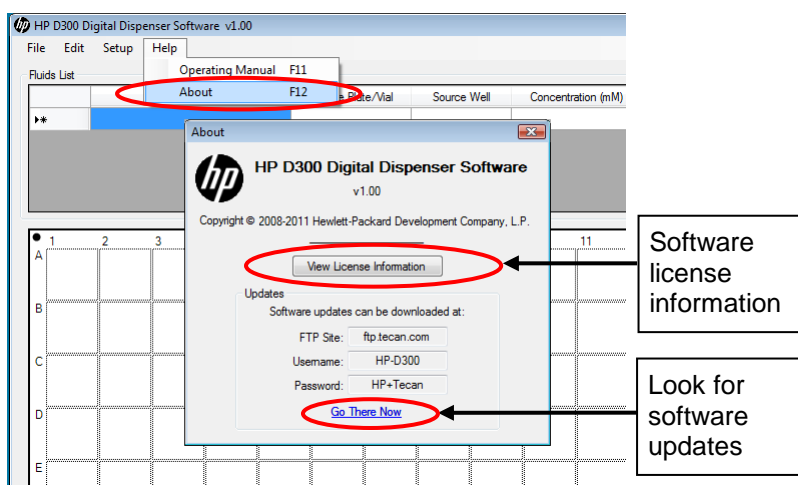 HP D300 Digital Dispenser Software v1.00
File Edit Setup Help
Operating Manual F11
About F12
Fluids List
Plate/Vial Source Well Concentration (mM)
About
hp
HP D300 Digital Dispenser Software
v1.00
Copyright © 2008-2011 Hewlett-Packard Development Company, L.P.
1 2 3 11
A
View License Information
Software
license
information
Updates
Software updates can be downloaded at:
B
FTP Site: ftp.tecan.com
Username: HP-D300
C
Password: HP+Tecan
Go There Now
Look for
software
updates
D
E